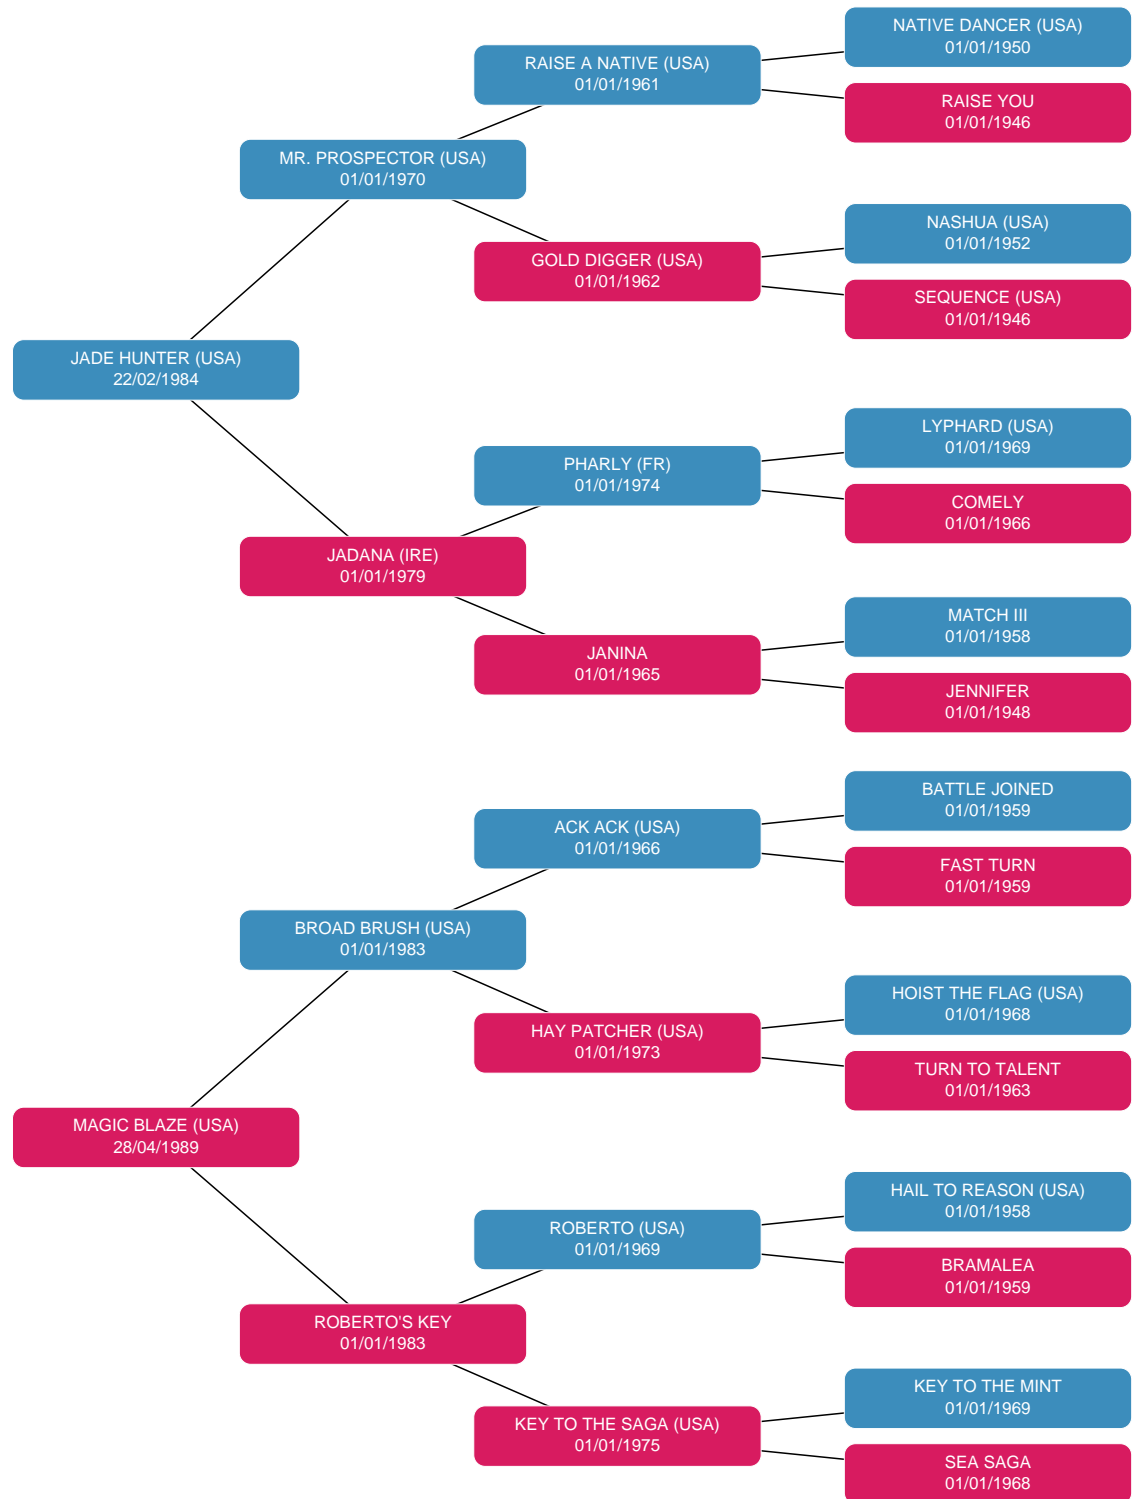 NATIVE DANCER (USA)
01/01/1950
RAISE A NATIVE (USA)
01/01/1961
RAISE YOU
01/01/1946
MR. PROSPECTOR (USA)
01/01/1970
NASHUA (USA)
01/01/1952
GOLD DIGGER (USA)
01/01/1962
SEQUENCE (USA)
01/01/1946
JADE HUNTER (USA)
22/02/1984
LYPHARD (USA)
01/01/1969
PHARLY (FR)
01/01/1974
COMELY
01/01/1966
JADANA (IRE)
01/01/1979
MATCH III
01/01/1958
JANINA
01/01/1965
JENNIFER
01/01/1948
BATTLE JOINED
01/01/1959
ACK ACK (USA)
01/01/1966
FAST TURN
01/01/1959
BROAD BRUSH (USA)
01/01/1983
HOIST THE FLAG (USA)
01/01/1968
HAY PATCHER (USA)
01/01/1973
TURN TO TALENT
01/01/1963
MAGIC BLAZE (USA)
28/04/1989
HAIL TO REASON (USA)
01/01/1958
ROBERTO (USA)
01/01/1969
BRAMALEA
01/01/1959
ROBERTO'S KEY
01/01/1983
KEY TO THE MINT
01/01/1969
KEY TO THE SAGA (USA)
01/01/1975
SEA SAGA
01/01/1968